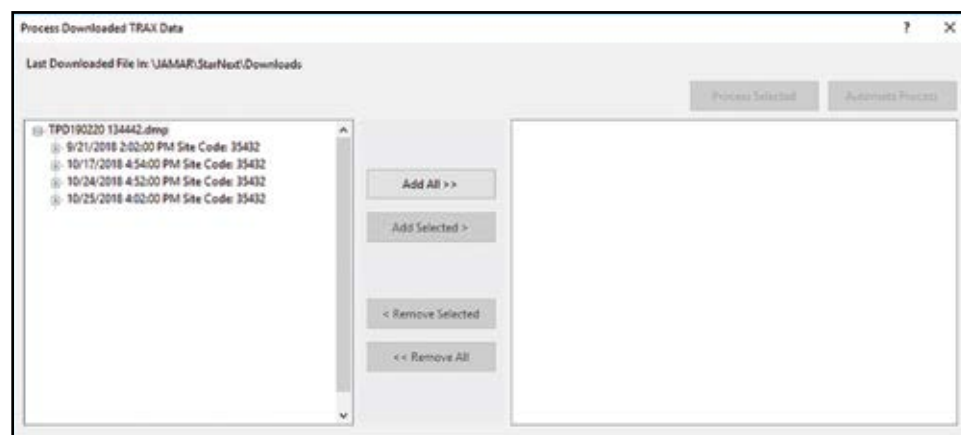 Process Downloaded TRAX Data
? ✕
Last Downloaded File in: \JAMAR\StarNext\Downloads
Process Selected
Automate Process
TPD190220 134442.dmp
9/21/2018 2:02:00 PM Site Code: 35432
10/17/2018 4:54:00 PM Site Code: 35432
10/24/2018 4:52:00 PM Site Code: 35432
10/25/2018 4:02:00 PM Site Code: 35432
Add All >>
Add Selected >
< Remove Selected
<< Remove All